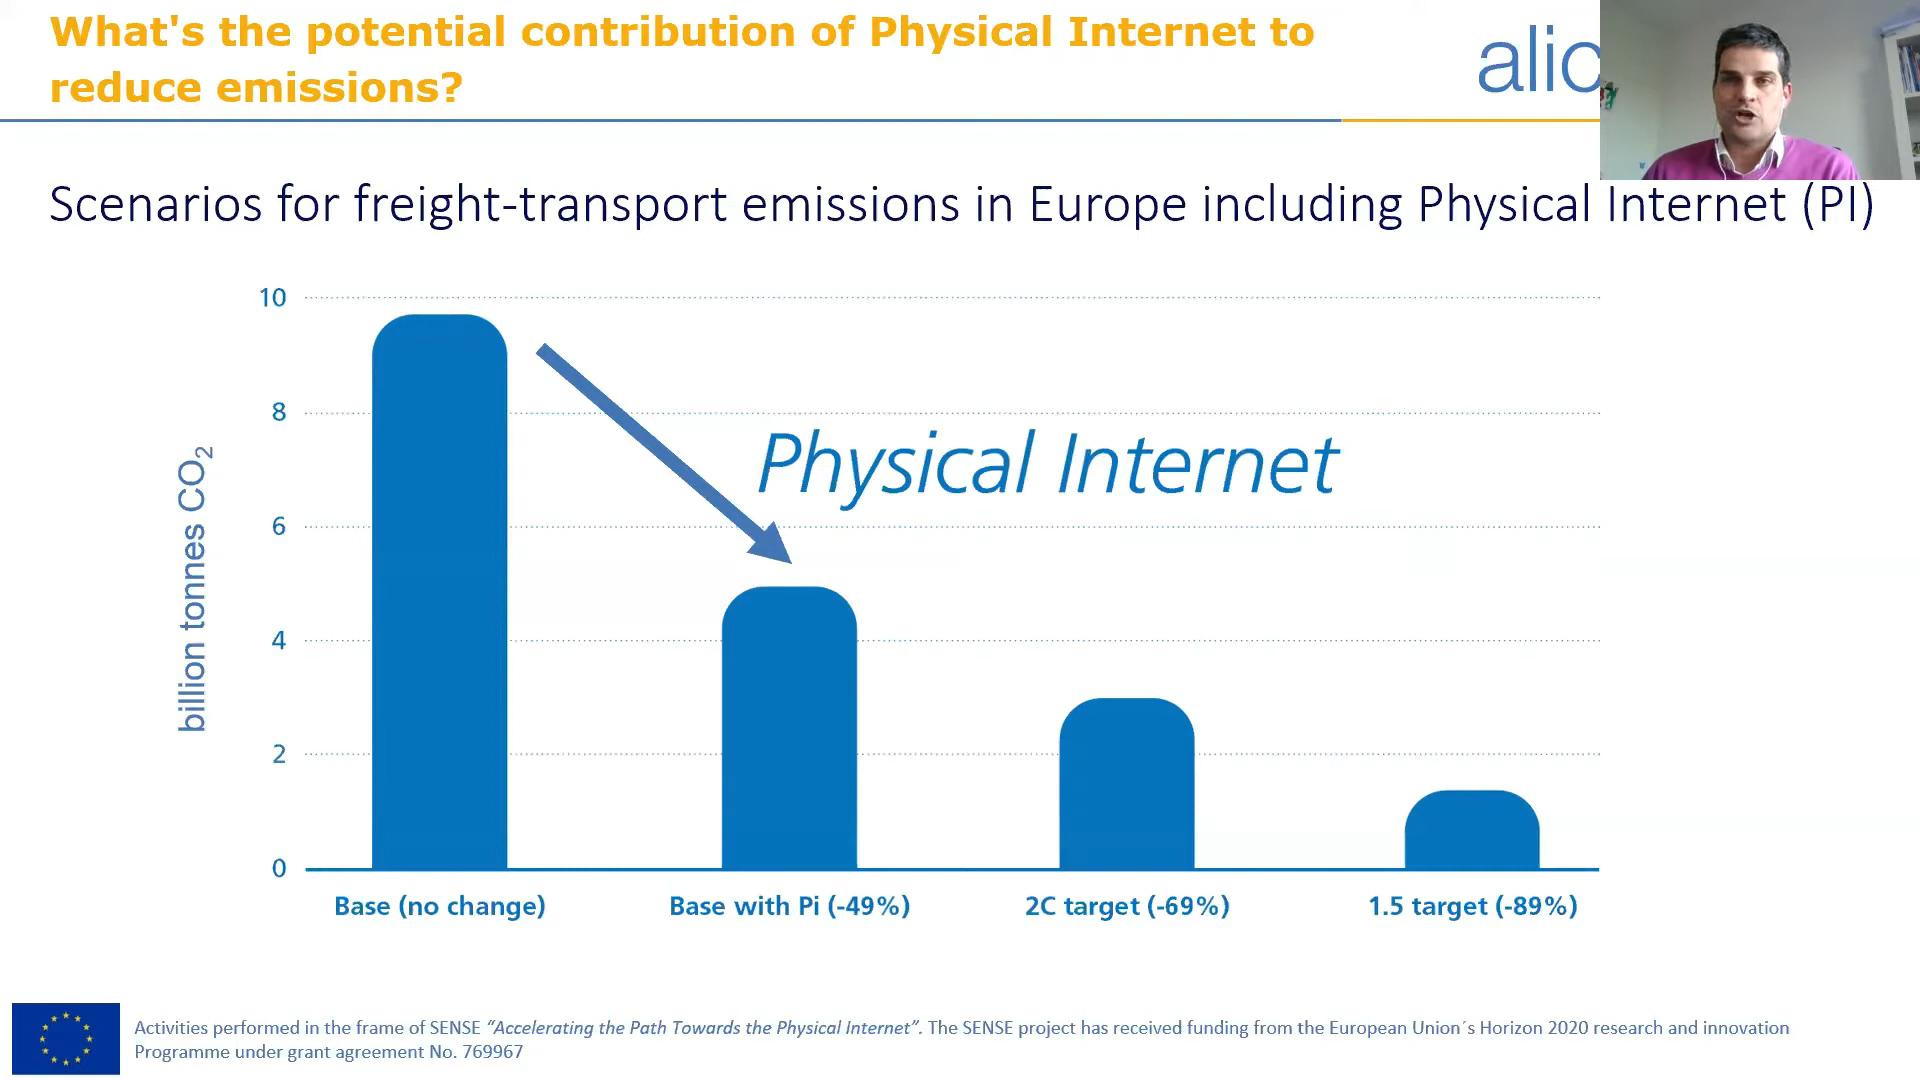 What's the potential contribution of Physical Internet to
reduce emissions?
alic
Scenarios for freight-transport emissions in Europe including Physical Internet (PI)
10
8
6
4
2
0
billion tonnes CO2
Physical Internet
Base (no change)
Base with Pi (-49%)
2C target (-69%)
1.5 target (-89%)
Activities performed in the frame of SENSE “Accelerating the Path Towards the Physical Internet”. The SENSE project has received funding from the European Union´s Horizon 2020 research and innovation
Programme under grant agreement No. 769967